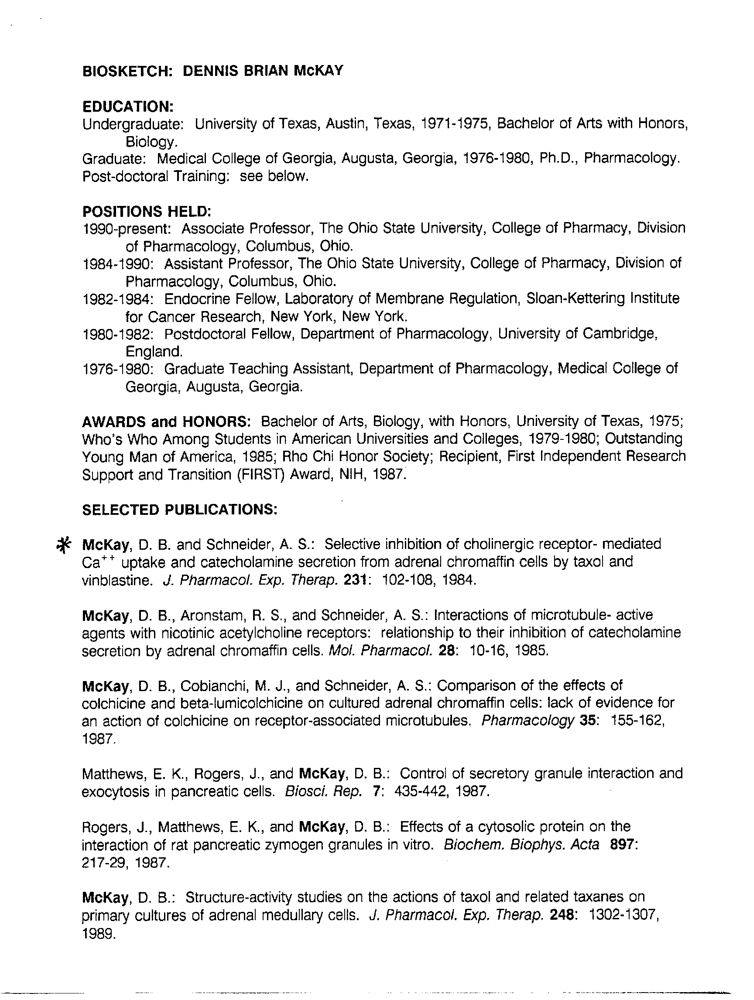 BIOSKETCH: DENNIS BRIAN McKAY
EDUCATION:
Undergraduate: University of Texas, Austin, Texas, 1971-1975, Bachelor of Arts with Honors,
Biology.
Graduate: Medical College of Georgia, Augusta, Georgia, 1976-1980, Ph.D., Pharmacology.
Post-doctoral Training: see below.
POSITIONS HELD:
1990-present: Associate Professor, The Ohio State University, College of Pharmacy, Division
of Pharmacology, Columbus, Ohio.
1984-1990: Assistant Professor, The Ohio State University, College of Pharmacy, Division of
Pharmacology, Columbus, Ohio.
1982-1984: Endocrine Fellow, Laboratory of Membrane Regulation, Sloan-Kettering Institute
for Cancer Research, New York, New York.
1980-1982: Postdoctoral Fellow, Department of Pharmacology, University of Cambridge,
England.
1976-1980: Graduate Teaching Assistant, Department of Pharmacology, Medical College of
Georgia, Augusta, Georgia.
AWARDS and HONORS: Bachelor of Arts, Biology, with Honors, University of Texas, 1975;
Who's Who Among Students in American Universities and Colleges, 1979-1980; Outstanding
Young Man of America, 1985; Rho Chi Honor Society; Recipient, First Independent Research
Support and Transition (FIRST) Award, NIH, 1987.
SELECTED PUBLICATIONS:
* McKay, D. B. and Schneider, A. S.: Selective inhibition of cholinergic receptor- mediated
Ca++ uptake and catecholamine secretion from adrenal chromaffin cells by taxol and
vinblastine. J. Pharmacol. Exp. Therap. 231: 102-108, 1984.
McKay, D. B., Aronstam, R. S., and Schneider, A. S.: Interactions of microtubule- active
agents with nicotinic acetylcholine receptors: relationship to their inhibition of catecholamine
secretion by adrenal chromaffin cells. Mol. Pharmacol. 28: 10-16, 1985.
McKay, D. B., Cobianchi, M. J., and Schneider, A. S.: Comparison of the effects of
colchicine and beta-lumicolchicine on cultured adrenal chromaffin cells: lack of evidence for
an action of colchicine on receptor-associated microtubules. Pharmacology 35: 155-162,
1987.
Matthews, E. K., Rogers, J., and McKay, D. B.: Control of secretory granule interaction and
exocytosis in pancreatic cells. Biosci. Rep. 7: 435-442, 1987.
Rogers, J., Matthews, E. K., and McKay, D. B.: Effects of a cytosolic protein on the
interaction of rat pancreatic zymogen granules in vitro. Biochem. Biophys. Acta 897:
217-29, 1987.
McKay, D. B.: Structure-activity studies on the actions of taxol and related taxanes on
primary cultures of adrenal medullary cells. J. Pharmacol. Exp. Therap. 248: 1302-1307,
1989.